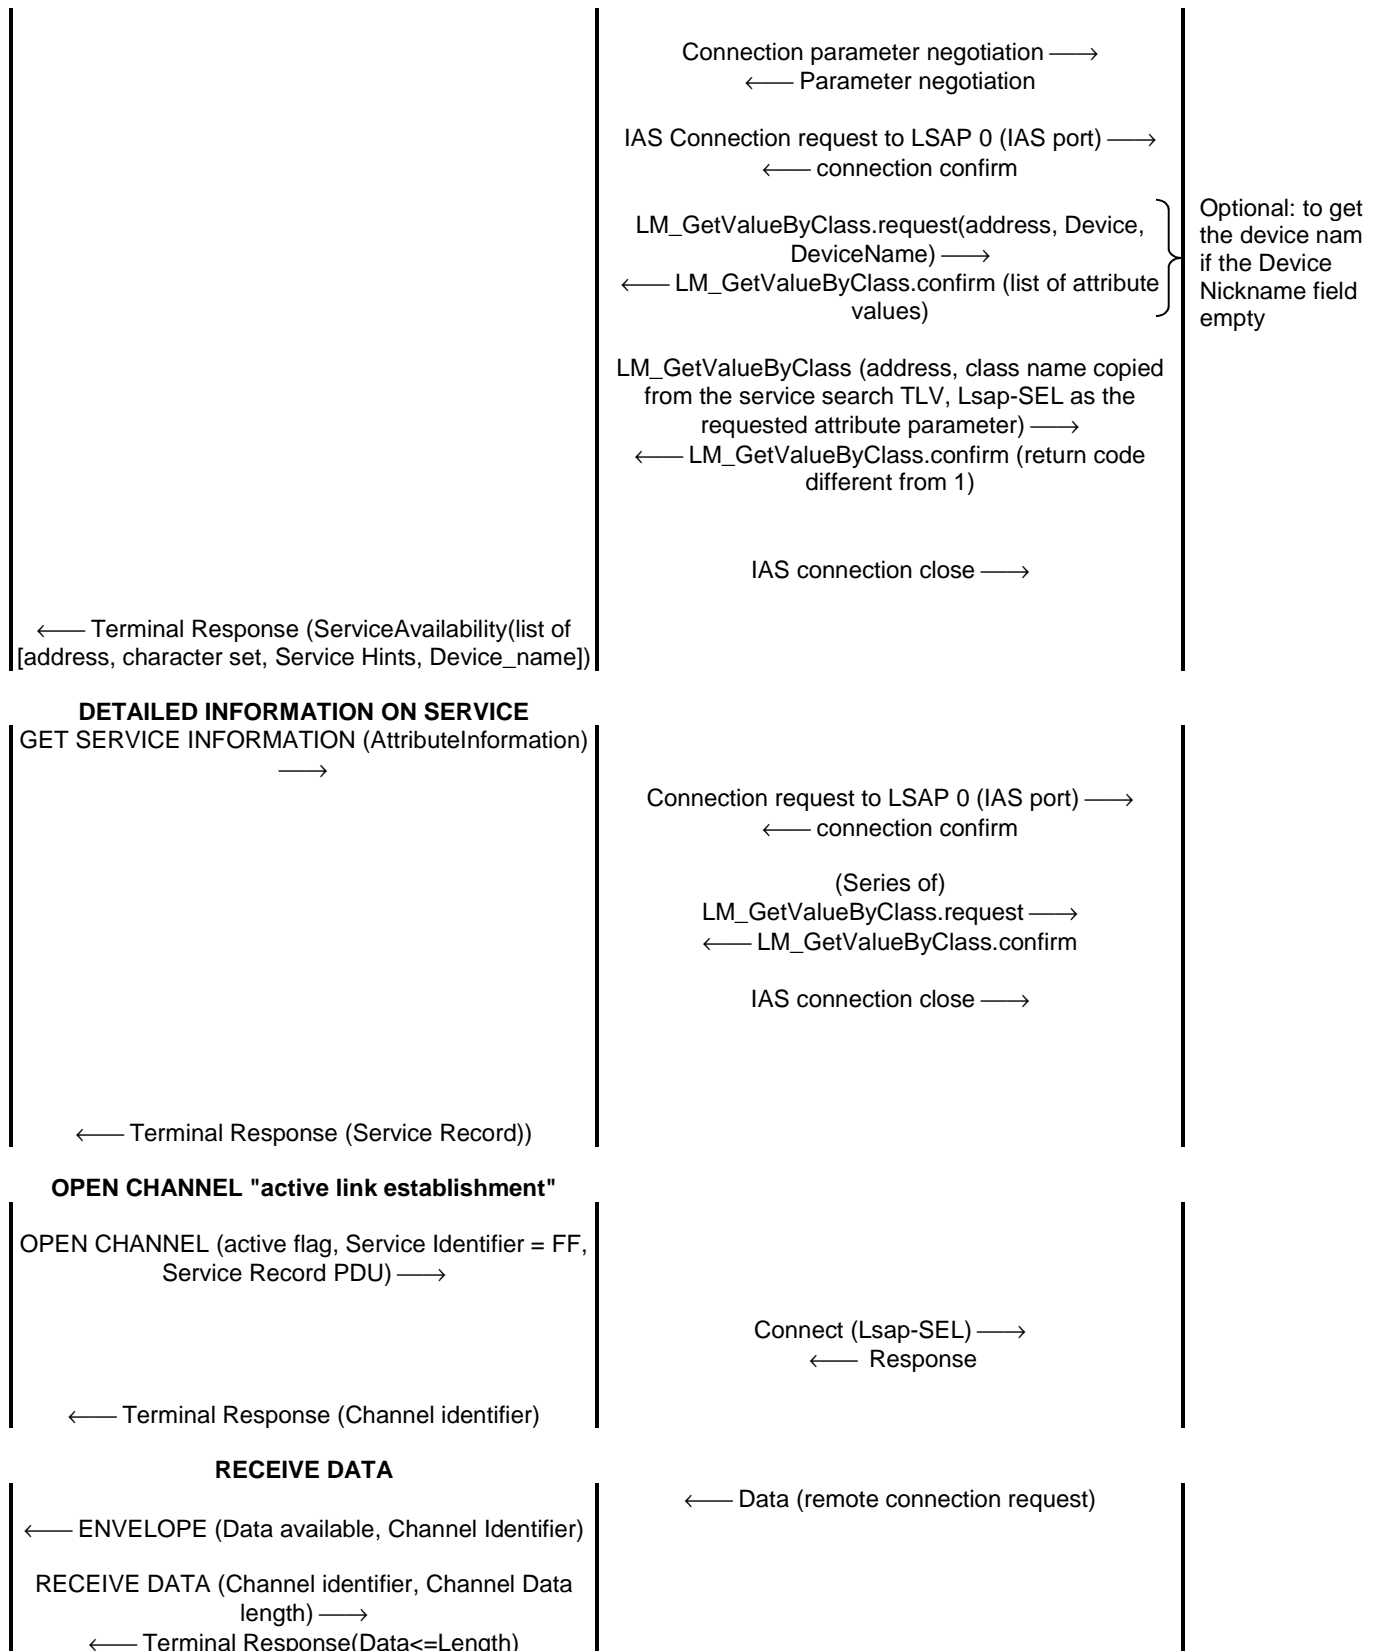 Connection parameter negotiation ⟶
⟵ Parameter negotiation
IAS Connection request to LSAP 0 (IAS port) ⟶
⟵ connection confirm
LM_GetValueByClass.request(address, Device,
DeviceName) ⟶
⟵ LM_GetValueByClass.confirm (list of attribute
values)
Optional: to get
the device nam
if the Device
Nickname field
empty
LM_GetValueByClass (address, class name copied
from the service search TLV, Lsap-SEL as the
requested attribute parameter) ⟶
⟵ LM_GetValueByClass.confirm (return code
different from 1)
IAS connection close ⟶
⟵ Terminal Response (ServiceAvailability(list of
[address, character set, Service Hints, Device_name])
DETAILED INFORMATION ON SERVICE
GET SERVICE INFORMATION (AttributeInformation)
⟶
Connection request to LSAP 0 (IAS port) ⟶
⟵ connection confirm
(Series of)
LM_GetValueByClass.request ⟶
⟵ LM_GetValueByClass.confirm
IAS connection close ⟶
⟵ Terminal Response (Service Record))
OPEN CHANNEL "active link establishment"
OPEN CHANNEL (active flag, Service Identifier = FF,
Service Record PDU) ⟶
Connect (Lsap-SEL) ⟶
⟵ Response
⟵ Terminal Response (Channel identifier)
RECEIVE DATA
⟵ Data (remote connection request)
⟵ ENVELOPE (Data available, Channel Identifier)
RECEIVE DATA (Channel identifier, Channel Data
length) ⟶
⟵ Terminal Response(Data<=Length)